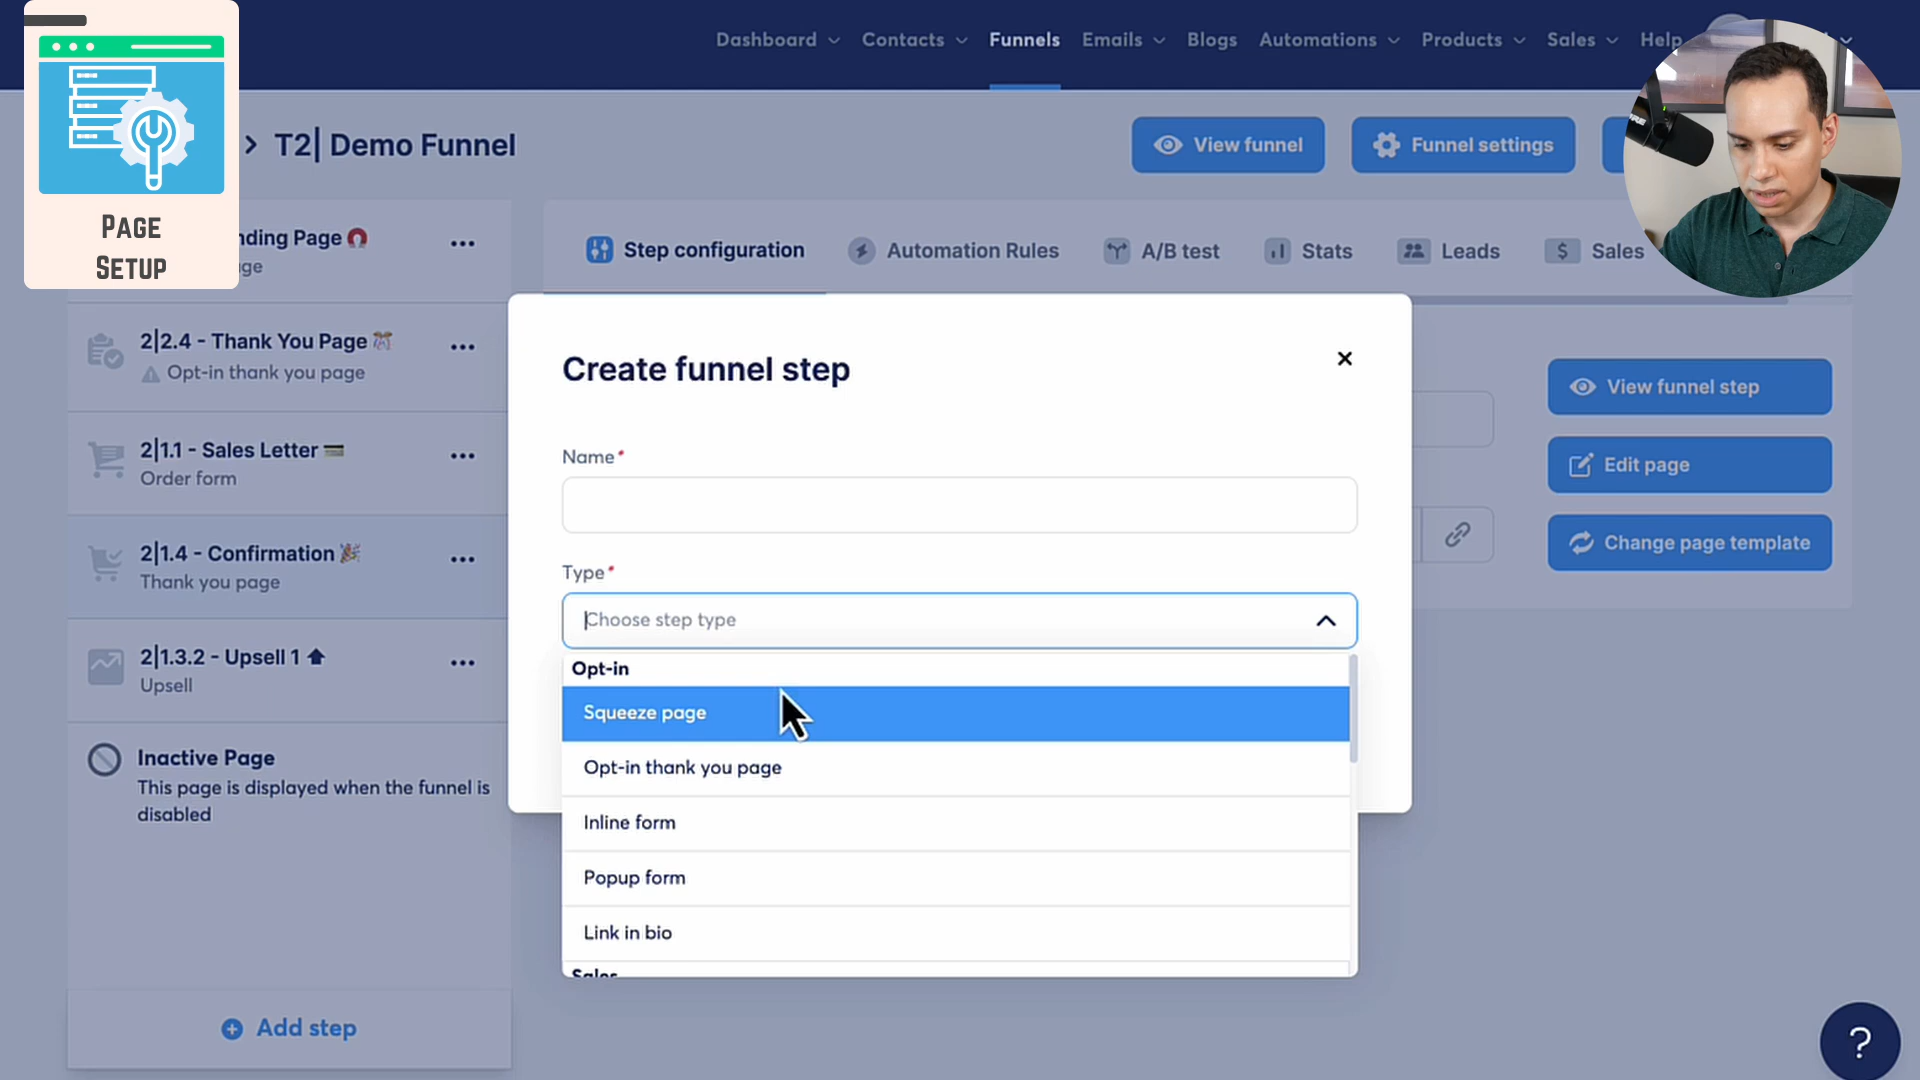 Dashboard
Contacts
Funnels
Emails
Blogs
Automations
Products
Sales
Help
PAGE
SETUP
T2| Demo Funnel
View funnel
Funnel settings
nding Page
ge
2|2.4 - Thank You Page
Opt-in thank you page
2|1.1 - Sales Letter
Order form
2|1.4 - Confirmation
Thank you page
2|1.3.2 - Upsell 1
Upsell
Inactive Page
This page is displayed when the funnel is
disabled
Add step
Step configuration
Automation Rules
A/B test
Stats
Leads
Sales
Create funnel step
Name*
Type*
Choose step type
Opt-in
Squeeze page
Opt-in thank you page
Inline form
Popup form
Link in bio
Sales
View funnel step
Edit page
Change page template
?